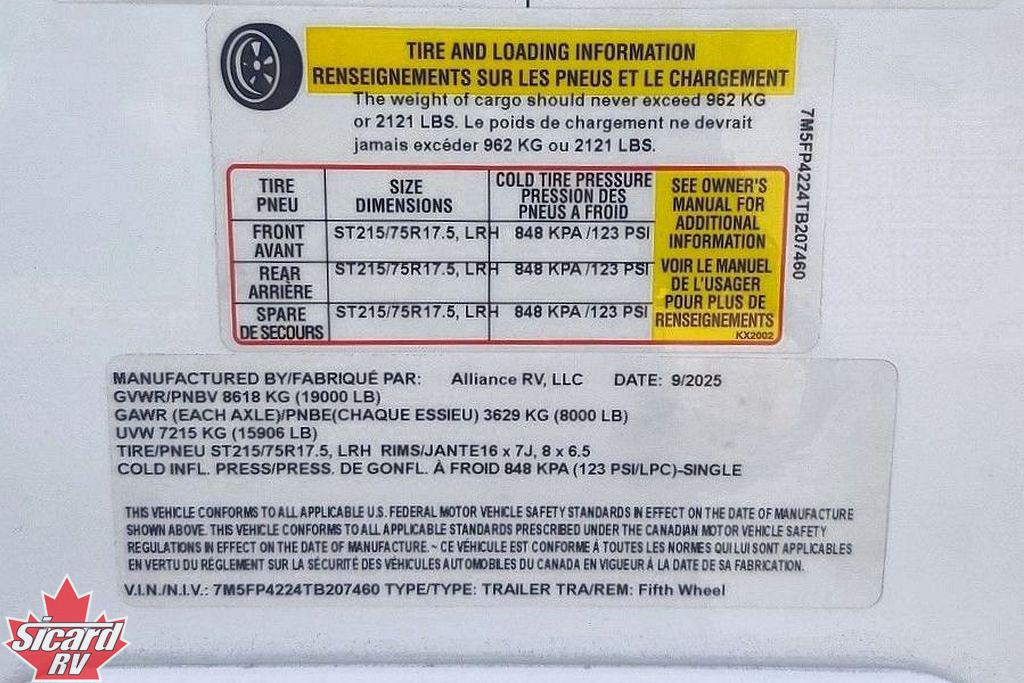 TIRE AND LOADING INFORMATION
RENSEIGNEMENTS SUR LES PNEUS ET LE CHARGEMENT
The weight of cargo should never exceed 962 KG
or 2121 LBS. Le poids de chargement ne devrait
jamais excéder 962 KG ou 2121 LBS.
7M5FP4224TB207460
TIRE
PNEU
SIZE
DIMENSIONS
COLD TIRE PRESSURE
PRESSION DES
PNEUS A FROID
FRONT
AVANT
ST215/75R17.5, LRH 848 KPA /123 PSI
REAR
ARRIÈRE
ST215/75R17.5, LRH 848 KPA /123 PSI
SPARE
DE SECOURS
ST215/75R17.5, LRH 848 KPA /123 PSI
SEE OWNER'S
MANUAL FOR
ADDITIONAL
INFORMATION
VOIR LE MANUEL
DE L'USAGER
POUR PLUS DE
RENSEIGNEMENTS
KX2002
MANUFACTURED BY/FABRIQUÉ PAR: Alliance RV, LLC DATE: 9/2025
GVWR/PNBV 8618 KG (19000 LB)
GAWR (EACH AXLE)/PNBE(CHAQUE ESSIEU) 3629 KG (8000 LB)
UVW 7215 KG (15906 LB)
TIRE/PNEU ST215/75R17.5, LRH RIMS/JANTE16 x 7J, 8 x 6.5
COLD INFL. PRESS/PRESS. DE GONFL. À FROID 848 KPA (123 PSI/LPC)-SINGLE
THIS VEHICLE CONFORMS TO ALL APPLICABLE U.S. FEDERAL MOTOR VEHICLE SAFETY STANDARDS IN EFFECT ON THE DATE OF MANUFACTURE
SHOWN ABOVE. THIS VEHICLE CONFORMS TO ALL APPLICABLE STANDARDS PRESCRIBED UNDER THE CANADIAN MOTOR VEHICLE SAFETY
REGULATIONS IN EFFECT ON THE DATE OF MANUFACTURE. ~ CE VÉHICULE EST CONFORME À TOUTES LES NORMES QUI LUI SONT APPLICABLES
EN VERTU DU RÈGLEMENT SUR LA SÉCURITÉ DES VÉHICULES AUTOMOBILES DU CANADA EN VIGUEUR À LA DATE DE SA FABRICATION.
V.I.N./N.I.V.: 7M5FP4224TB207460 TYPE/TYPE: TRAILER TRA/REM: Fifth Wheel
Sicard
RV